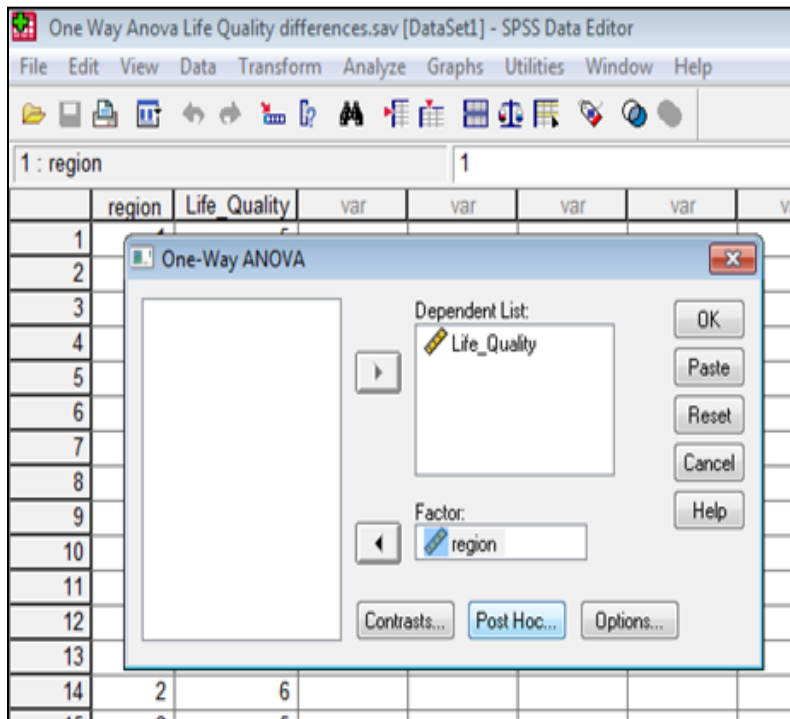 One Way Anova Life Quality differences.sav [DataSet1] - SPSS Data Editor
File Edit View Data Transform Analyze Graphs Utilities Window Help
1 : region 1
region Life_Quality var var var var
1
2
3
4
5
6
7
8
9
10
11
12
13
14 2 6
One-Way ANOVA
Dependent List:
Life_Quality
Factor:
region
OK
Paste
Reset
Cancel
Help
Contrasts... Post Hoc... Options...